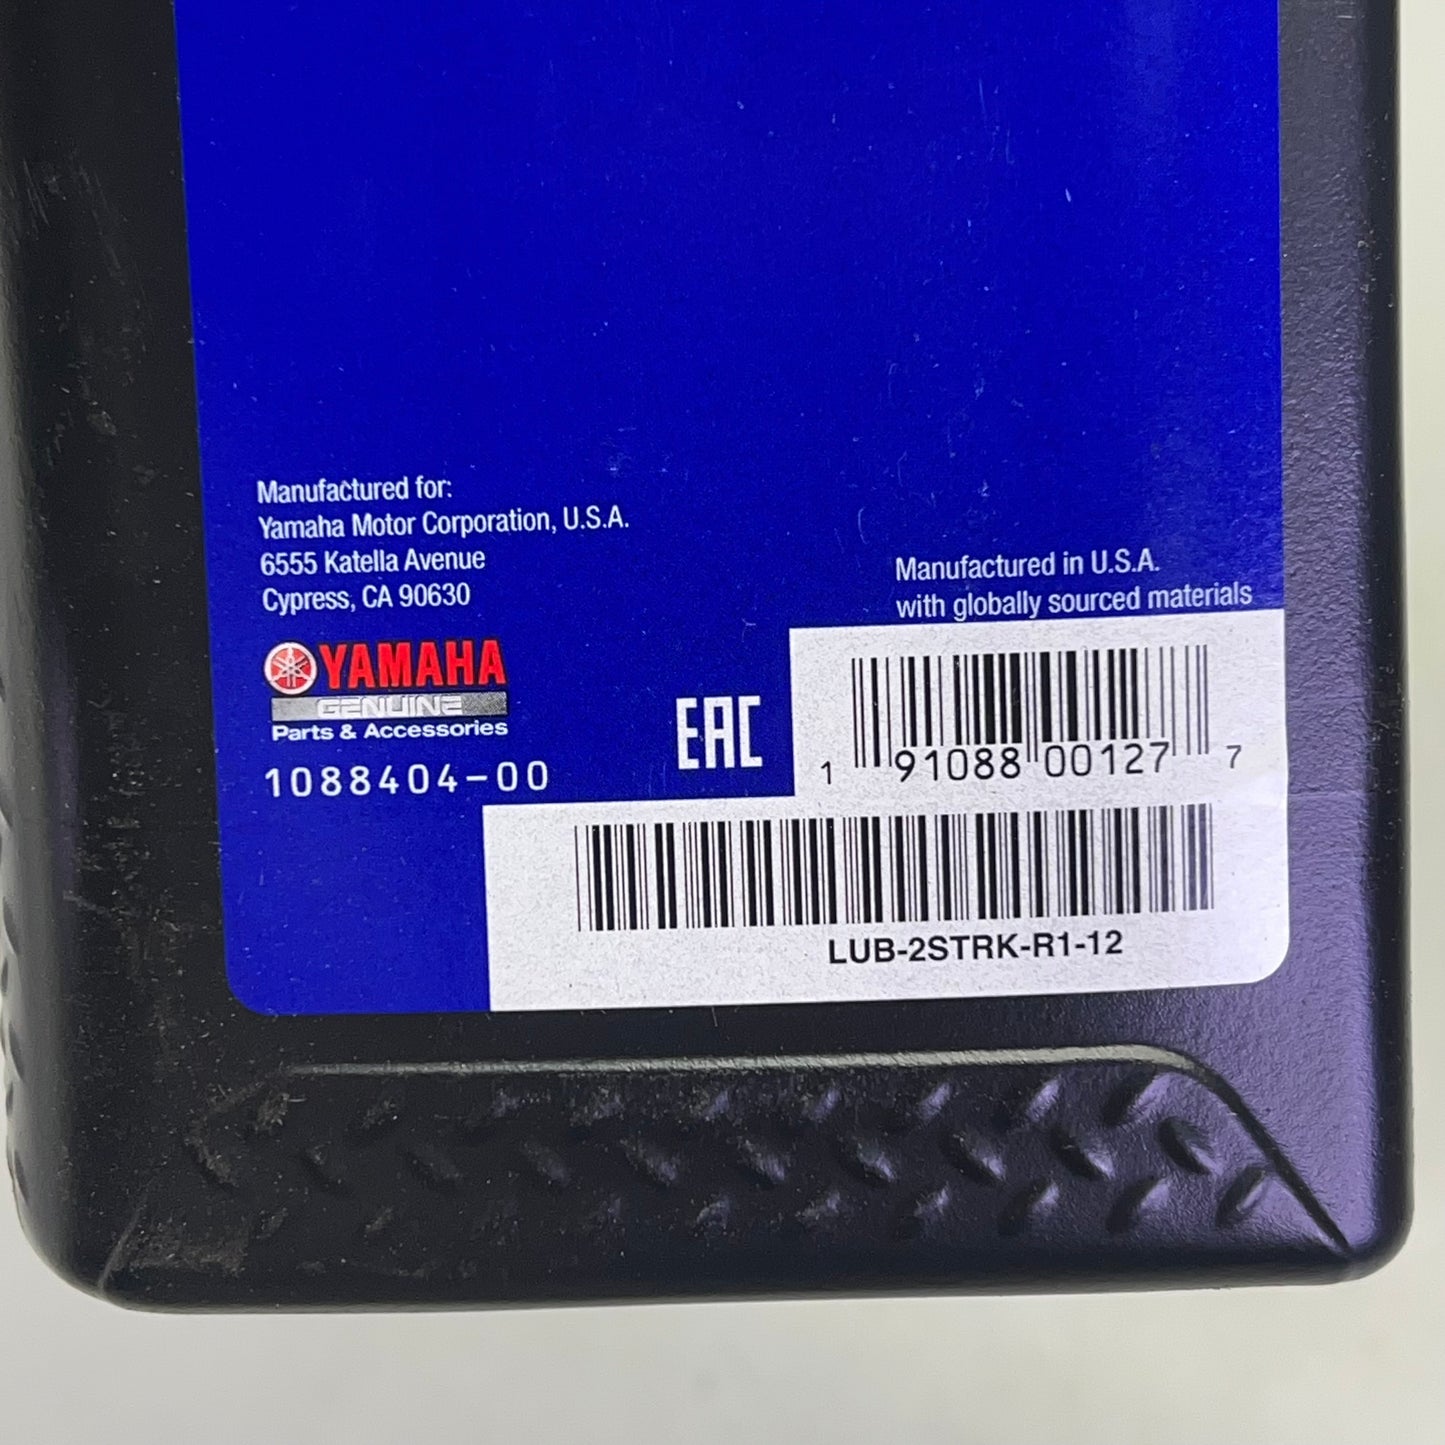 Manufactured for:
Yamaha Motor Corporation, U.S.A.
6555 Katella Avenue
Cypress, CA 90630
Manufactured in U.S.A.
with globally sourced materials
YAMAHA
GENUINE
Parts & Accessories
1088404-00
EAC
1 91088 00127 7
LUB-2STRK-R1-12